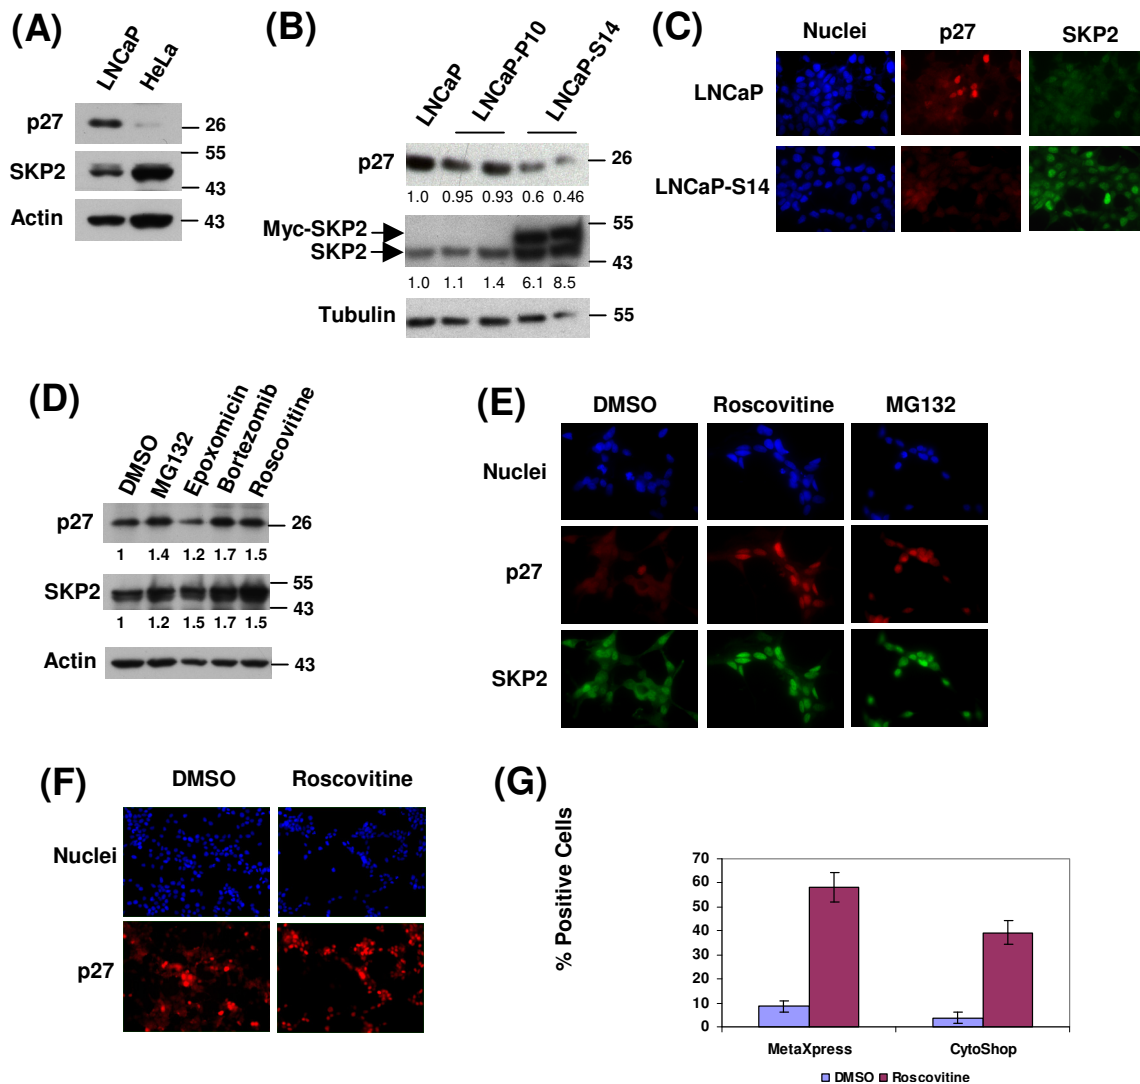 (A)
LNCaP HeLa
p27
26
SKP2
55
43
Actin
43
(B)
LNCaP LNCaP-P10 LNCaP-S14
p27
26
1.0 0.95 0.93 0.6 0.46
Myc-SKP2
55
SKP2
43
1.0 1.1 1.4 6.1 8.5
Tubulin
55
(C)
Nuclei p27 SKP2
LNCaP
LNCaP-S14
(D)
DMSO MG132 Epoxomicin Bortezomib Roscovitine
p27
26
1 1.4 1.2 1.7 1.5
SKP2
55
43
1 1.2 1.5 1.7 1.5
Actin
43
(E)
DMSO Roscovitine MG132
Nuclei
p27
SKP2
(F)
DMSO Roscovitine
Nuclei
p27
(G)
% Positive Cells
70
60
50
40
30
20
10
0
MetaXpress CytoShop
DMSO Roscovitine